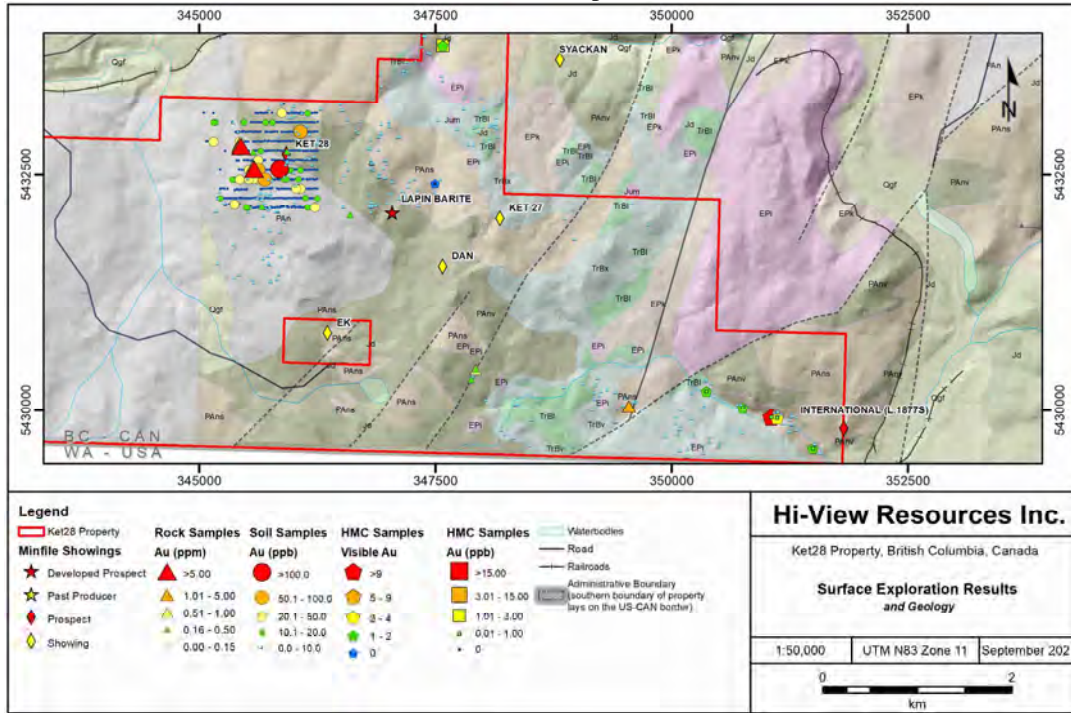 345000 347500 350000 352500
5432500
5430000
5432500
5430000
SYACKAN
KET 28
LAPIN BARITE
KET 27
DAN
EK
INTERNATIONAL (L.1877S)
N
Qgf
EPi
TrBl
Jum
Jd
EPk
PAnv
PAn
PAns
TrBx
TrBv
BC - CAN
WA - USA
Legend
Ket28 Property
Minfile Showings
Developed Prospect
Past Producer
Prospect
Showing
Rock Samples
Au (ppm)
>5.00
1.01 - 5.00
0.51 - 1.00
0.16 - 0.50
0.00 - 0.15
Soil Samples
Au (ppb)
>100.0
50.1 - 100.0
20.1 - 50.0
10.1 - 20.0
0.0 - 10.0
HMC Samples
Visible Au
>9
5 - 9
3 - 4
1 - 2
0
HMC Samples
Au (ppb)
>15.00
3.01 - 15.00
1.01 - 3.00
0.01 - 1.00
0
Waterbodies
Road
Railroads
Administrative Boundary
(southern boundary of property
lays on the US-CAN border)
Hi-View Resources Inc.
Ket28 Property, British Columbia, Canada
Surface Exploration Results
and Geology
1:50,000 UTM N83 Zone 11 September 202
0 2
km